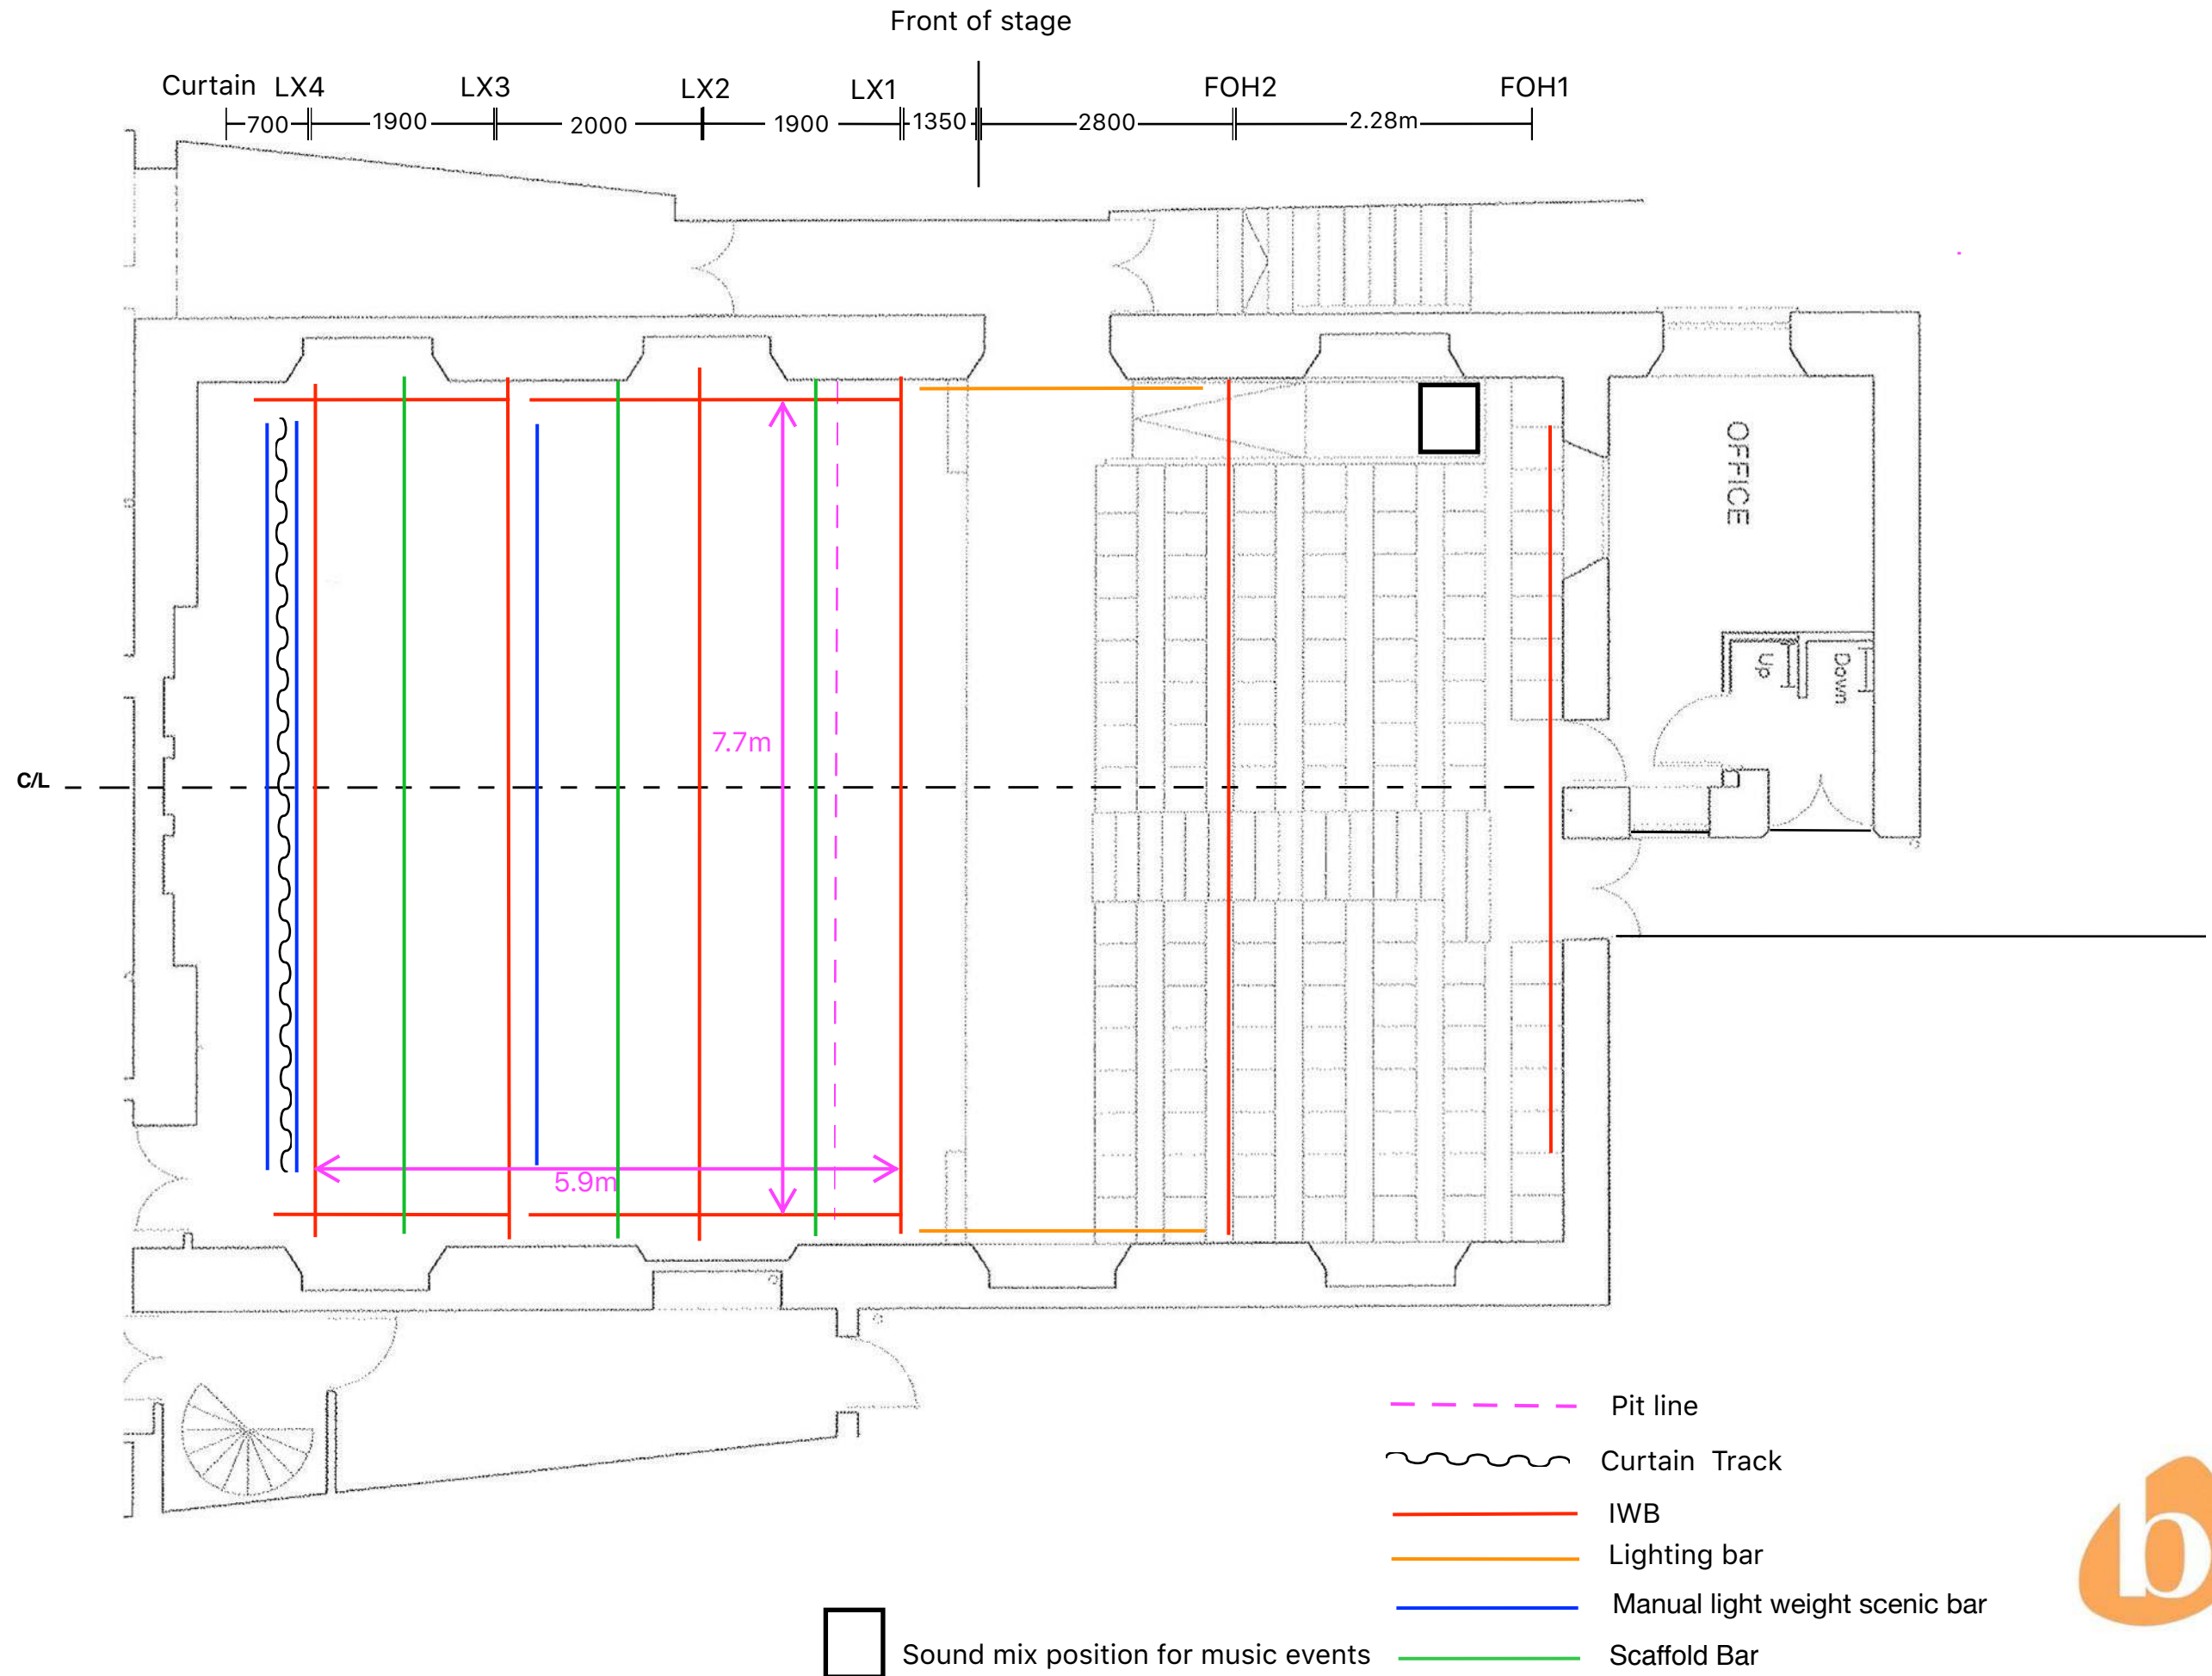 Front of stage
Curtain LX4 LX3 LX2 LX1 FOH2 FOH1
700 1900 2000 1900 1350 2800 2.28m
OFFICE
Up Down
7.7m
C/L
5.9m
Pit line
Curtain Track
IWB
Lighting bar
Manual light weight scenic bar
Sound mix position for music events
Scaffold Bar
b